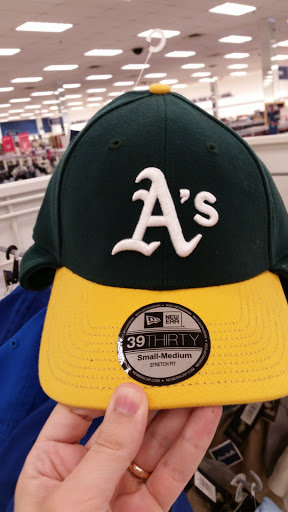 A's
NEW ERA
39THIRTY
Small-Medium
STRETCH FIT